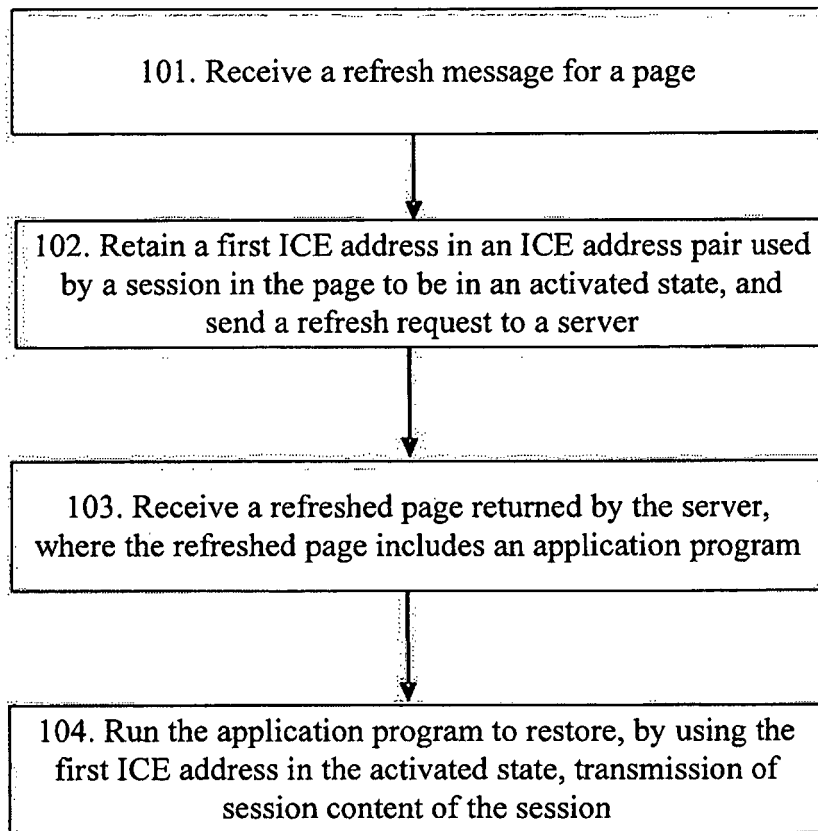 101. Receive a refresh message for a page
102. Retain a first ICE address in an ICE address pair used
by a session in the page to be in an activated state, and
send a refresh request to a server
103. Receive a refreshed page returned by the server,
where the refreshed page includes an application program
104. Run the application program to restore, by using the
first ICE address in the activated state, transmission of
session content of the session